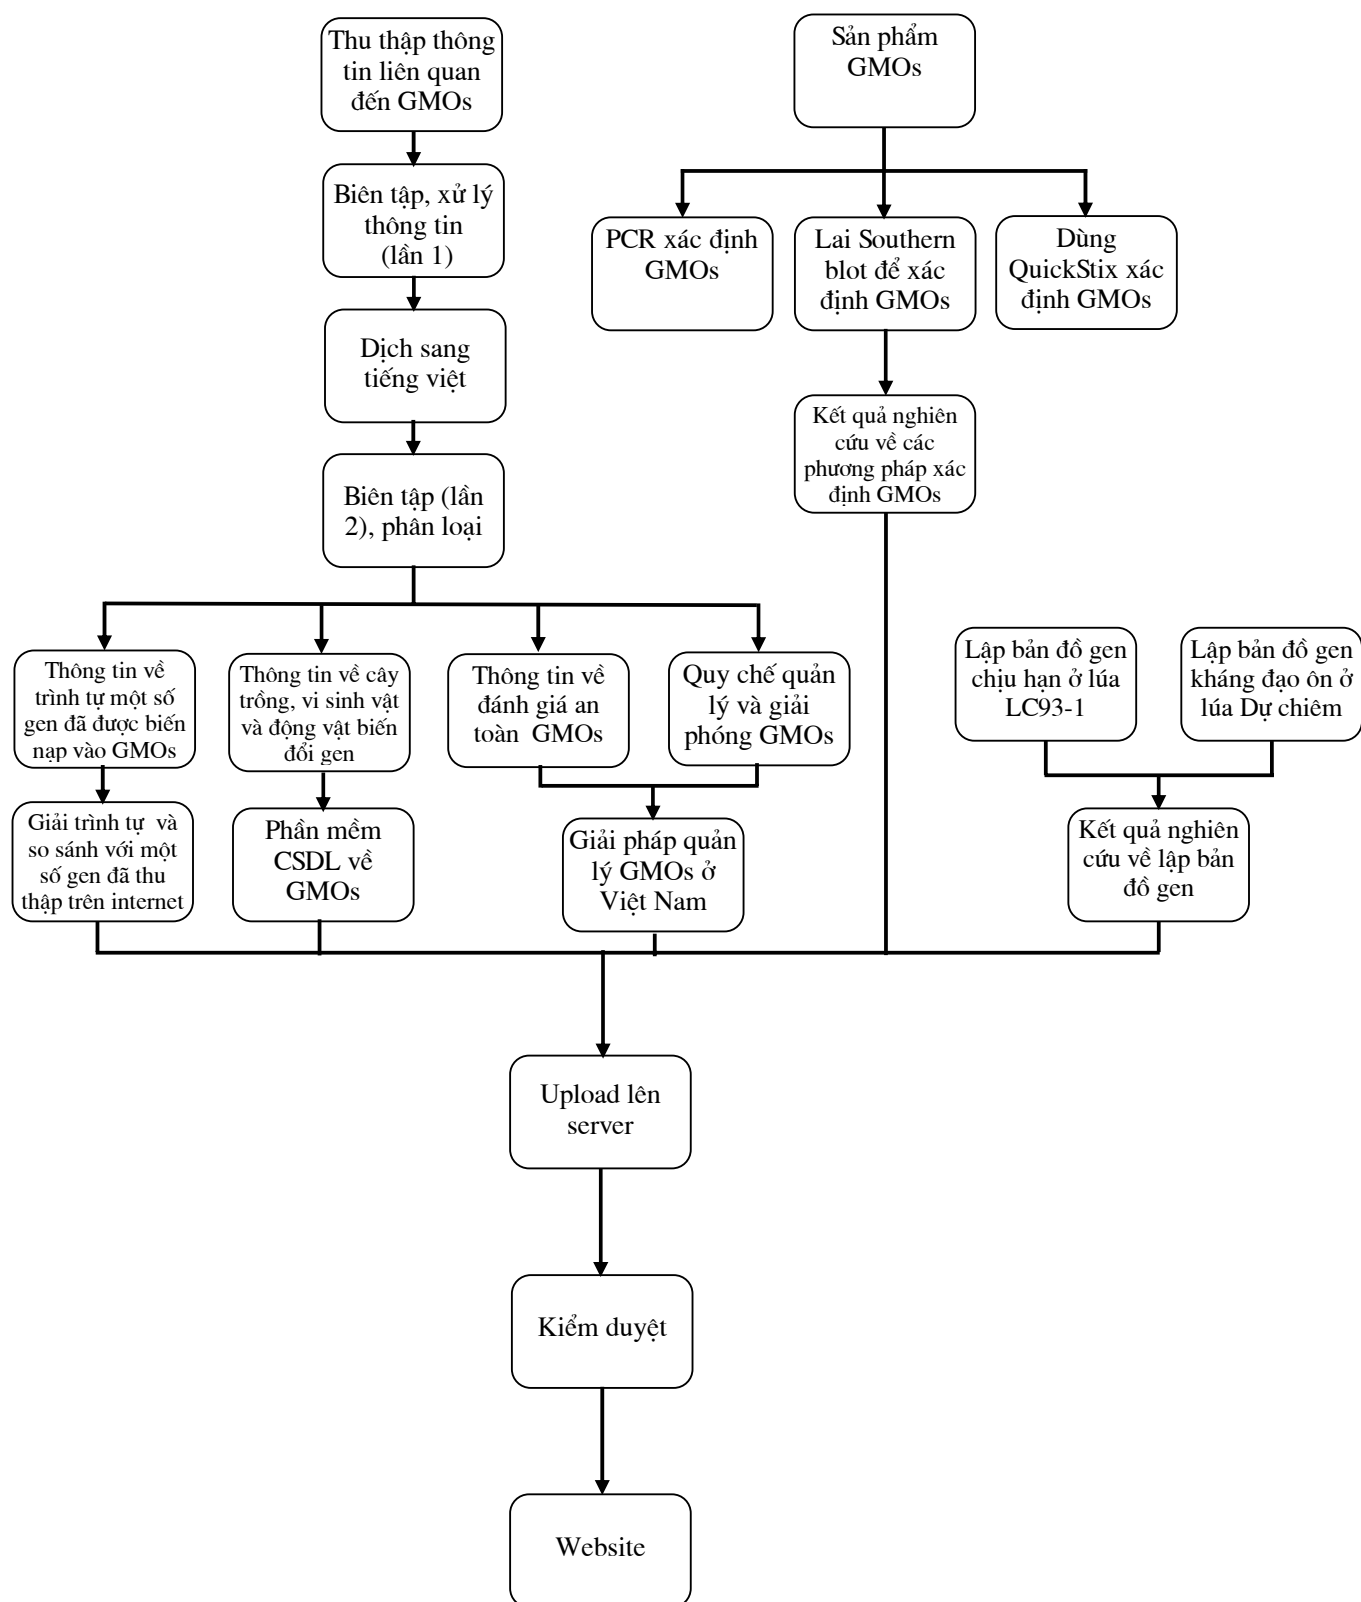 Thu thập thông
tin liên quan
đến GMOs
Sản phẩm
GMOs
Biên tập, xử lý
thông tin
(lần 1)
PCR xác định
GMOs
Lai Southern
blot để xác
định GMOs
Dùng
QuickStix xác
định GMOs
Dịch sang
tiếng việt
Kết quả nghiên
cứu về các
phương pháp xác
định GMOs
Biên tập (lần
2), phân loại
Thông tin về
trình tự một số
gen đã được biến
nạp vào GMOs
Thông tin về cây
trồng, vi sinh vật
và động vật biến
đổi gen
Thông tin về
đánh giá an
toàn GMOs
Quy chế quản
lý và giải
phóng GMOs
Lập bản đồ gen
chịu hạn ở lúa
LC93-1
Lập bản đồ gen
kháng đạo ôn ở
lúa Dự chiêm
Giải trình tự và
so sánh với một
số gen đã thu
thập trên internet
Phần mềm
CSDL về
GMOs
Giải pháp quản
lý GMOs ở
Việt Nam
Kết quả nghiên
cứu về lập bản
đồ gen
Upload lên
server
Kiểm duyệt
Website